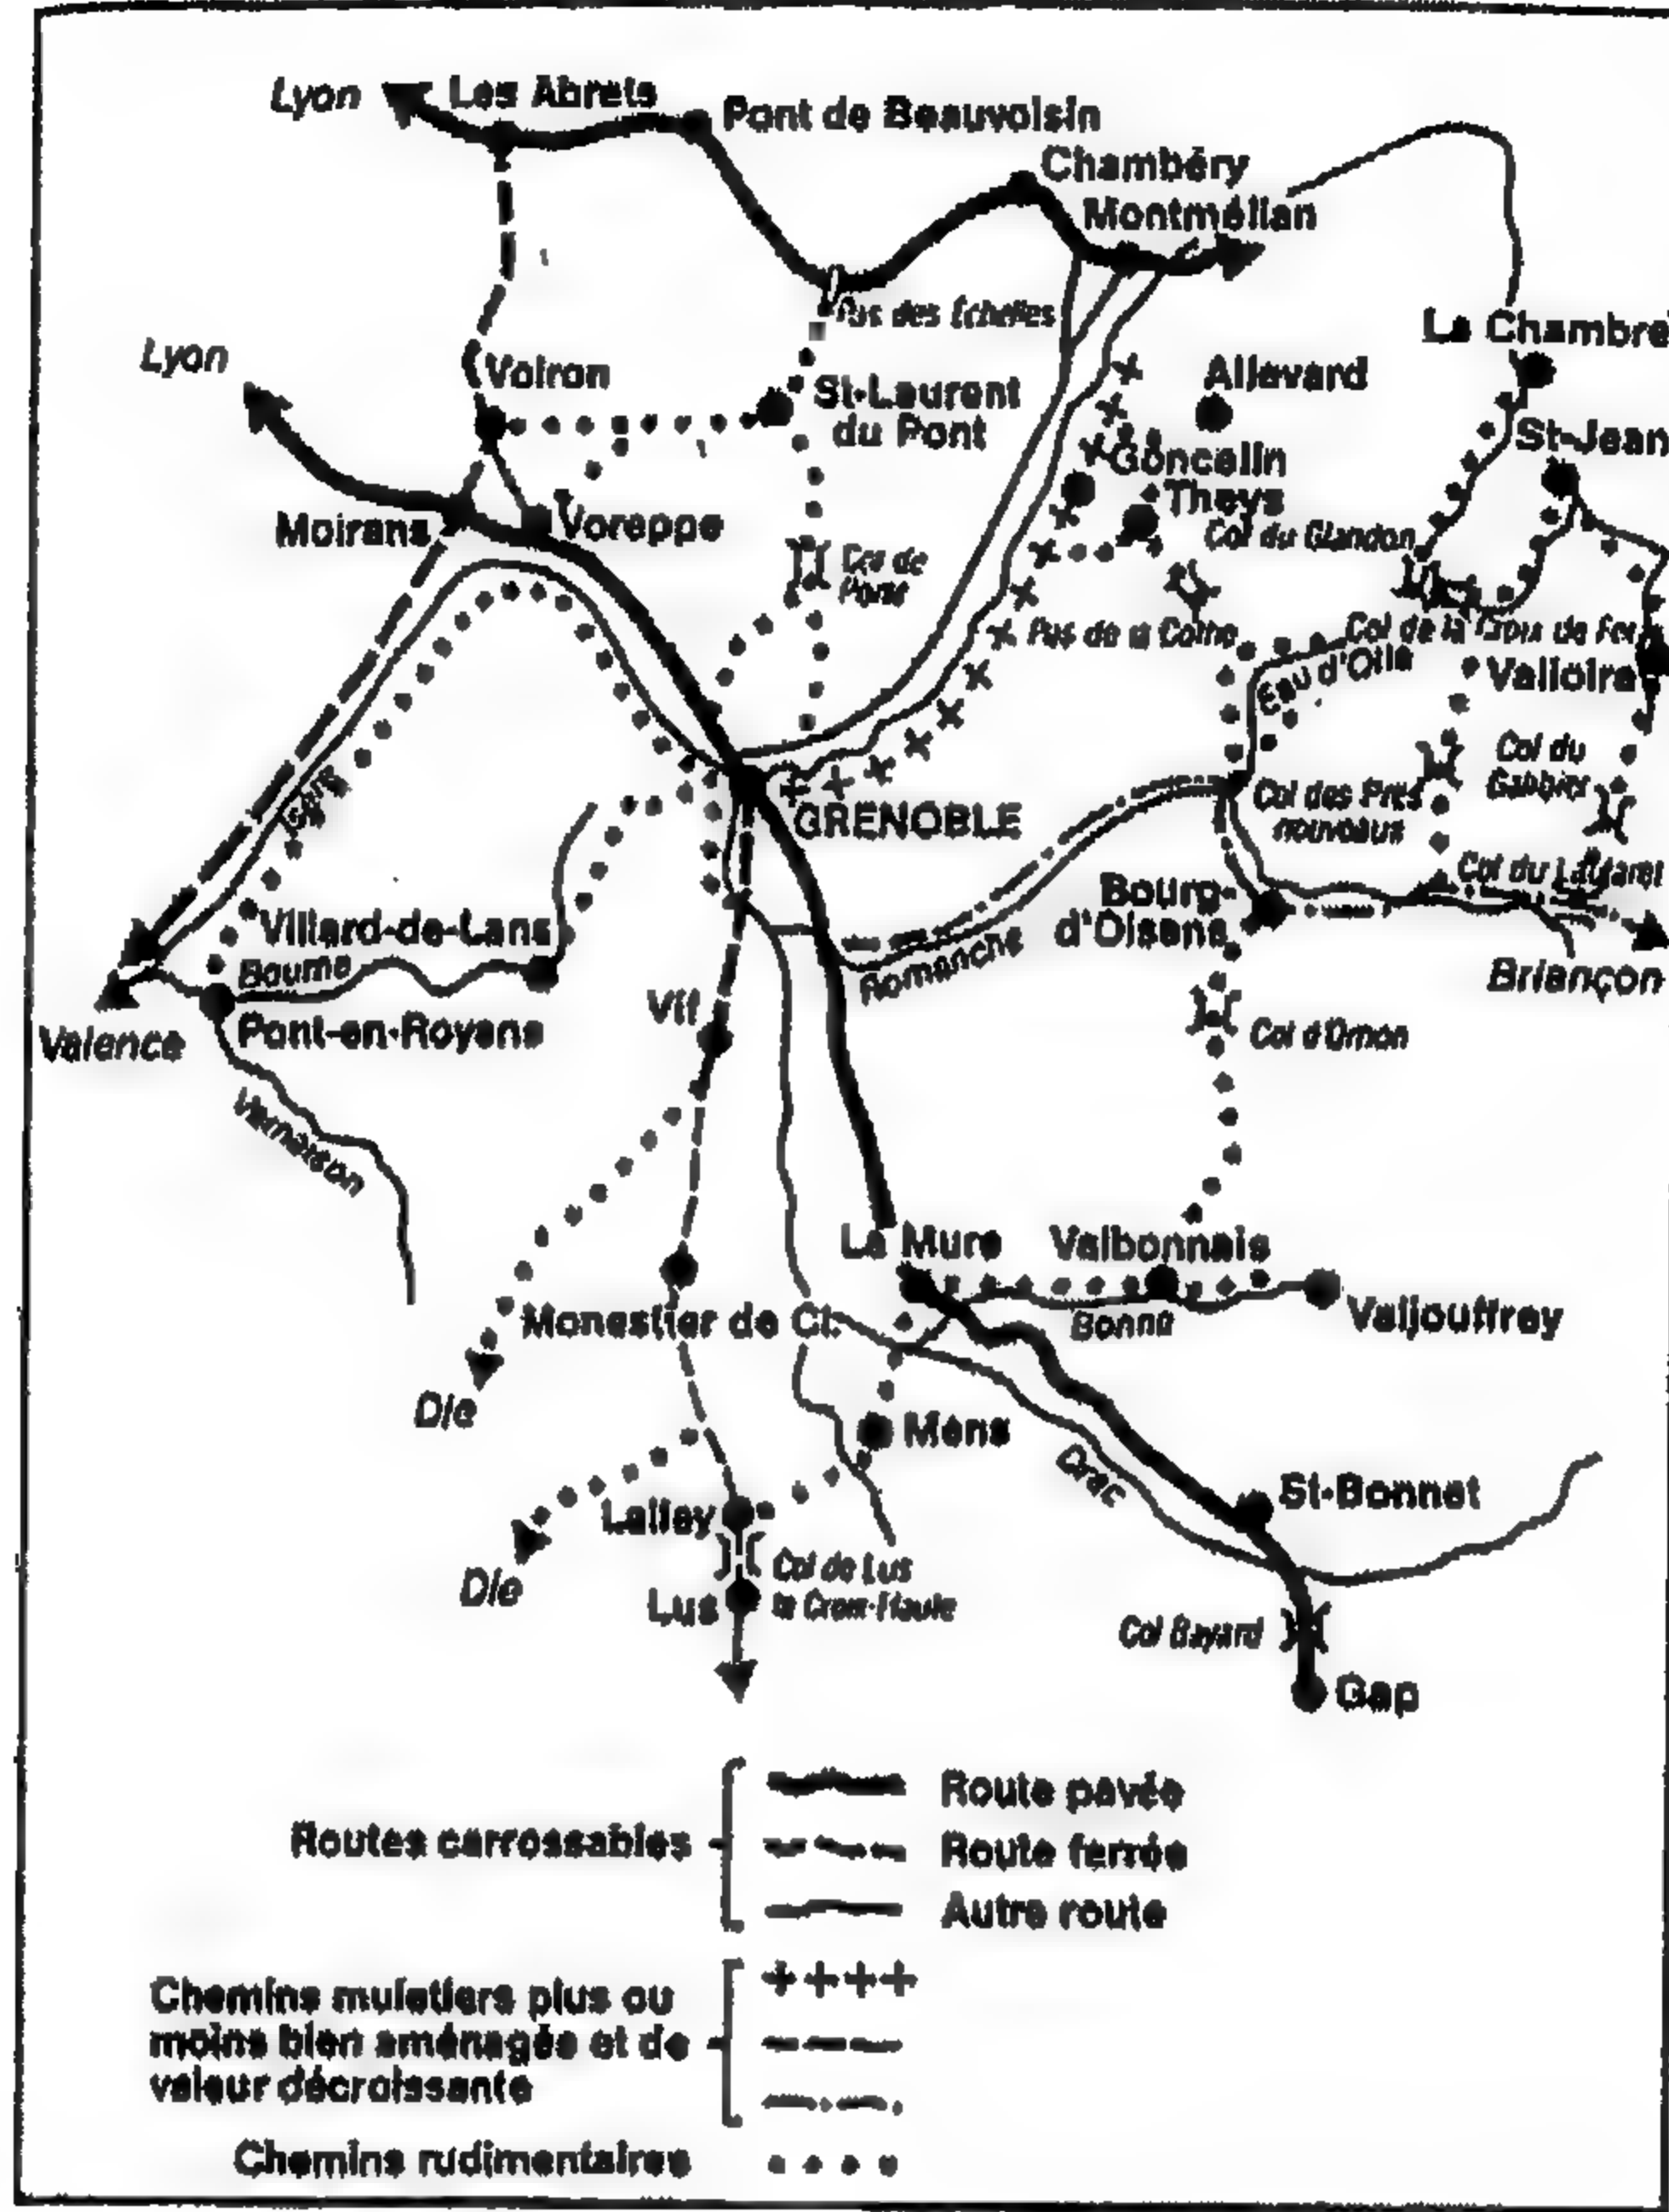 Lyon
Les Abrets
Pont de Beauvoisin
Chambéry
Montmélian
Pas des Echelles
La Chambre
Lyon
Voiron
St-Laurent
du Pont
Allevard
St-Jean
Goncelin
Theys
Moirans
Voreppe
Col du Glandon
Col de
Porte
Pas de la Coche
Col de la Croix de Fer
Eau d'Olle
Valloire
Col du
Galibier
Isère
GRENOBLE
Col des Prés
nouveaux
Col du Lautaret
Bourg-
d'Oisans
Villard-de-Lans
Bourne
Romanche
Briançon
Vif
Valence
Pont-en-Royans
Col d'Ornon
Vernaison
La Mure
Valbonnais
Monestier de Cl.
Bonne
Valjouffrey
Die
Mens
Drac
St-Bonnet
Lalley
Col de Lus
la Croix-Haute
Die
Lus
Col Bayard
Gap
Routes carrossables
Route pavée
Route ferrée
Autre route
Chemins muletiers plus ou
moins bien aménagés et de
valeur décroissante
Chemins rudimentaires